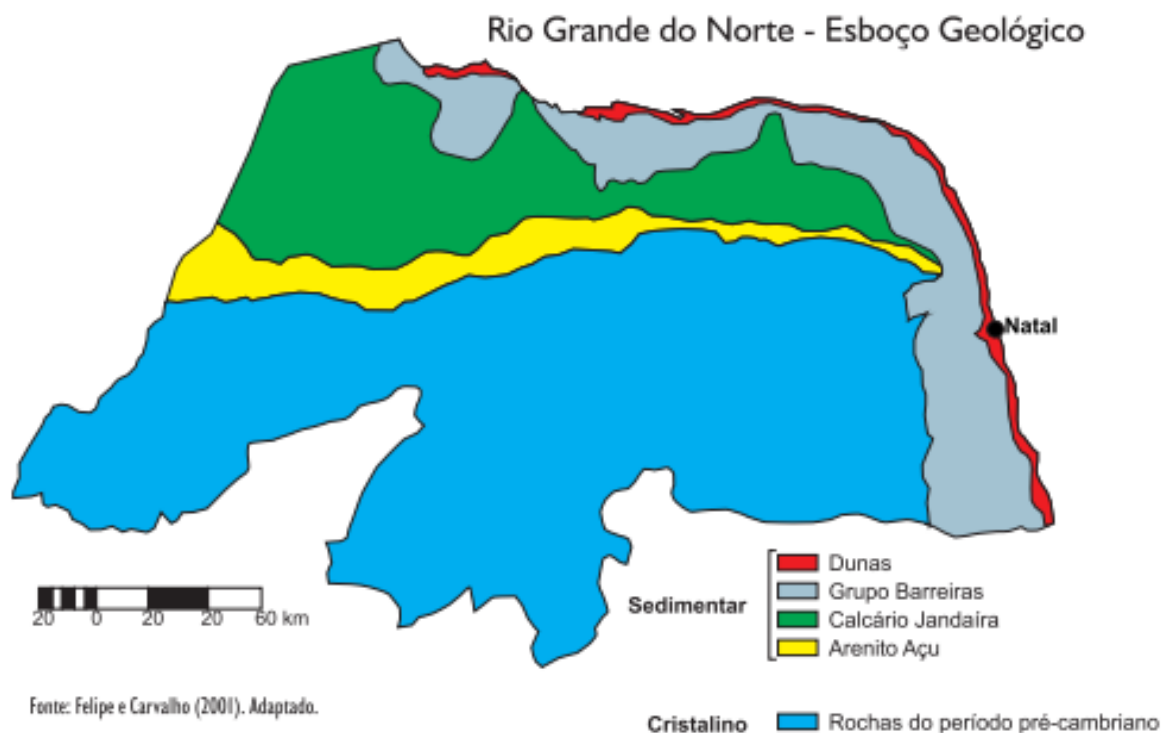 Rio Grande do Norte - Esboço Geológico
Natal
Dunas
Grupo Barreiras
Sedimentar
Calcário Jandaíra
Arenito Açu
20 0 20 20 60 km
Fonte: Felipe e Carvalho (2001). Adaptado.
Cristalino Rochas do período pré-cambriano